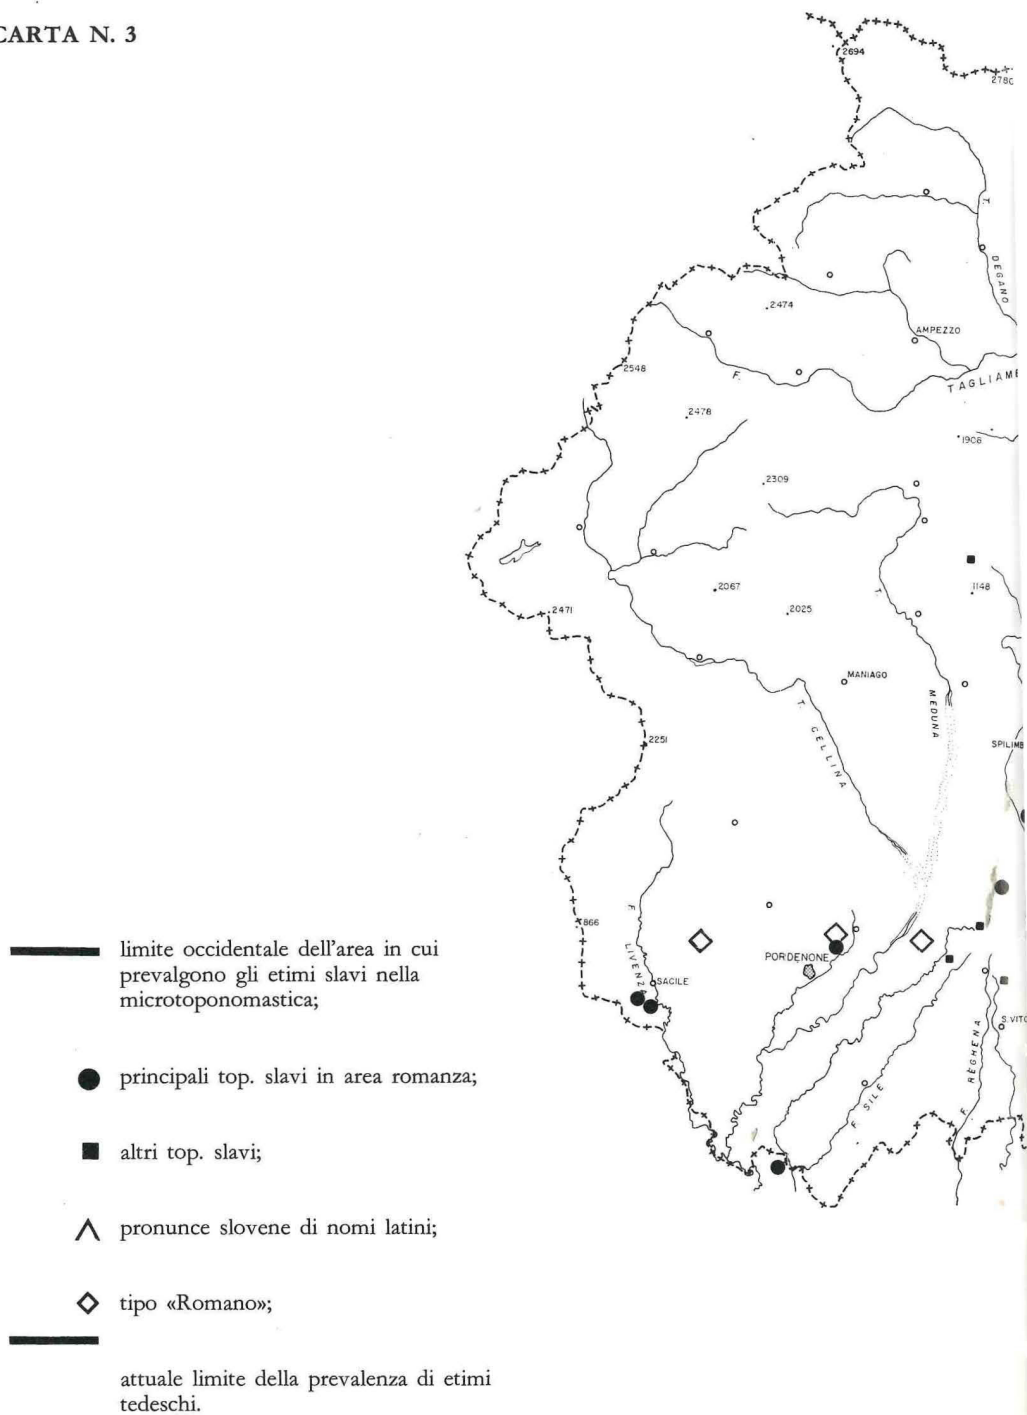 CARTA N. 3
2694
2780
T. DEGANO
.2474
AMPEZZO
2548
F.
TAGLIAME
.2478
.1906
.2309
2067
.2025
1148
2471
T.
MANIAGO
MEDUNA
T. CELLINA
2251
SPILIMB
866
F. LIVENZA
PORDENONE
SACILE
S.VITO
F. REGHENA
F. SILE
limite occidentale dell'area in cui
prevalgono gli etimi slavi nella
microtoponomastica;
principali top. slavi in area romanza;
altri top. slavi;
pronunce slovene di nomi latini;
tipo «Romano»;
attuale limite della prevalenza di etimi
tedeschi.